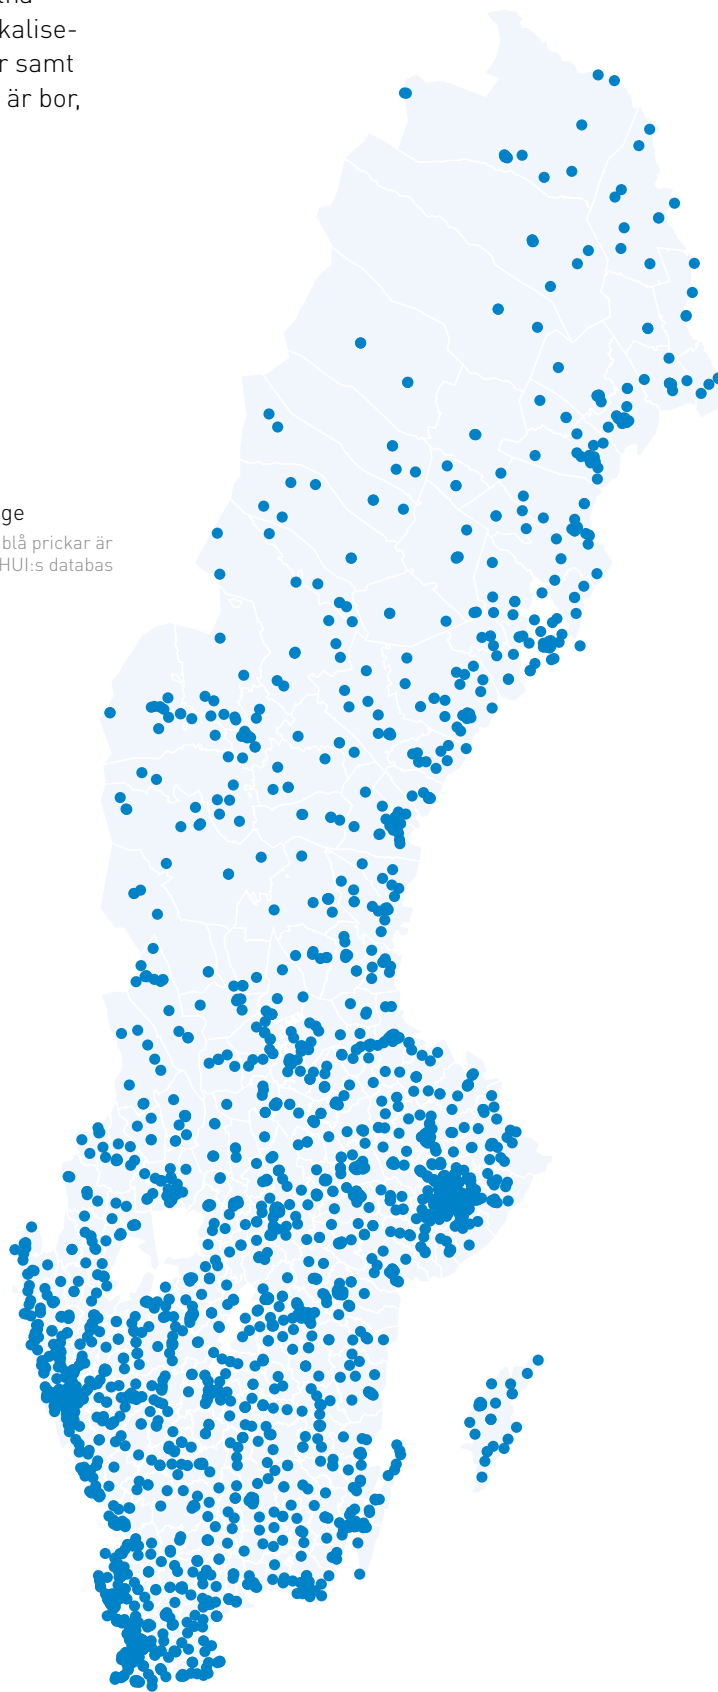 kalise-
r samt
är bor,
ge
blå prickar är
HUI:s databas